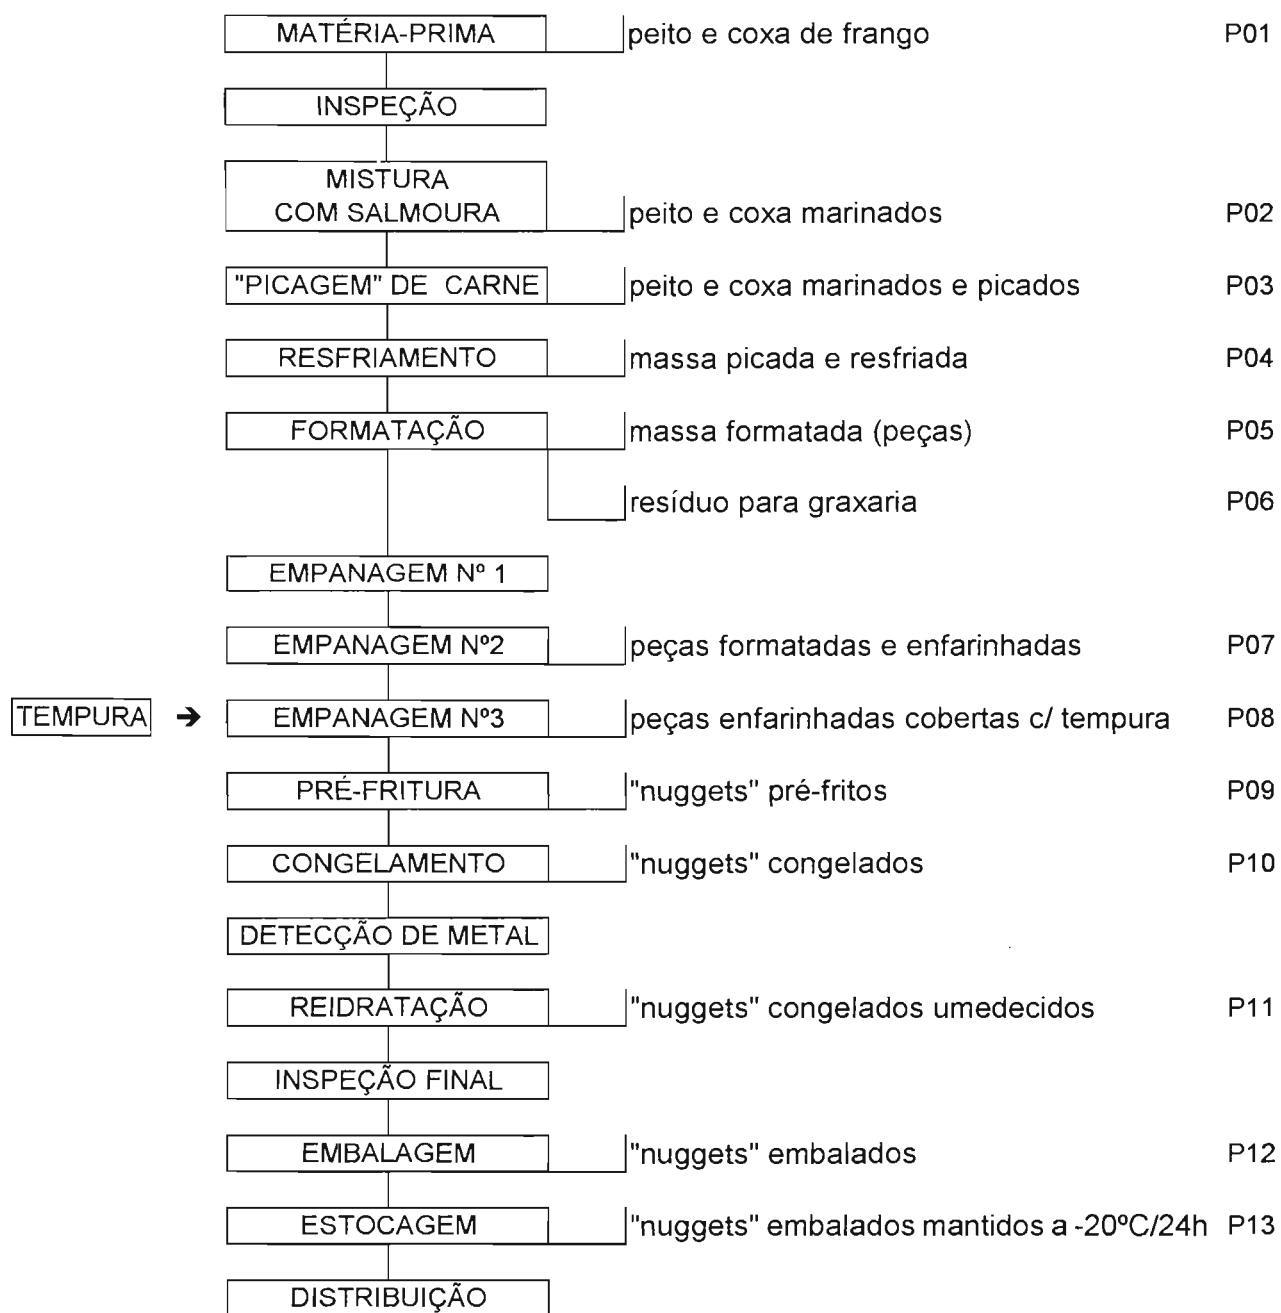 MATÉRIA-PRIMA peito e coxa de frango P01
INSPEÇÃO
MISTURA
COM SALMOURA peito e coxa marinados P02
"PICAGEM" DE CARNE peito e coxa marinados e picados P03
RESFRIAMENTO massa picada e resfriada P04
FORMATAÇÃO massa formatada (peças) P05
resíduo para graxaria P06
EMPANAGEM Nº 1
EMPANAGEM Nº2 peças formatadas e enfarinhadas P07
TEMPURA → EMPANAGEM Nº3 peças enfarinhadas cobertas c/ tempura P08
PRÉ-FRITURA "nuggets" pré-fritos P09
CONGELAMENTO "nuggets" congelados P10
DETECÇÃO DE METAL
REIDRATAÇÃO "nuggets" congelados umedecidos P11
INSPEÇÃO FINAL
EMBALAGEM "nuggets" embalados P12
ESTOCAGEM "nuggets" embalados mantidos a -20ºC/24h P13
DISTRIBUIÇÃO